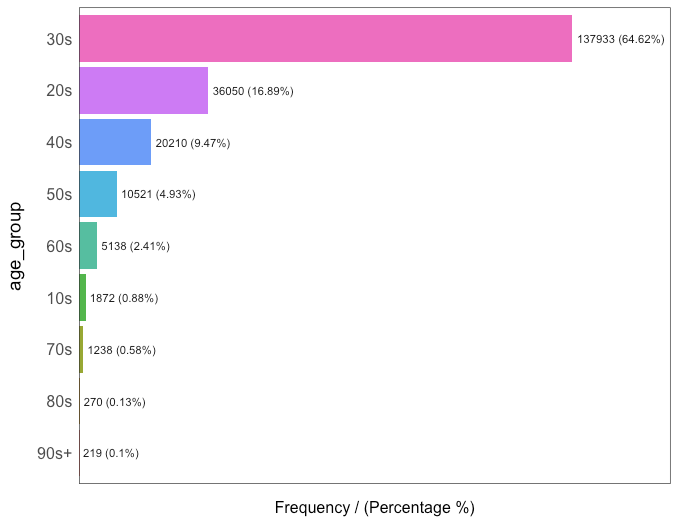 30s
137933 (64.62%)
20s
36050 (16.89%)
40s
20210 (9.47%)
50s
10521 (4.93%)
60s
5138 (2.41%)
10s
1872 (0.88%)
70s
1238 (0.58%)
80s
270 (0.13%)
90s+
219 (0.1%)
age_group
Frequency / (Percentage %)